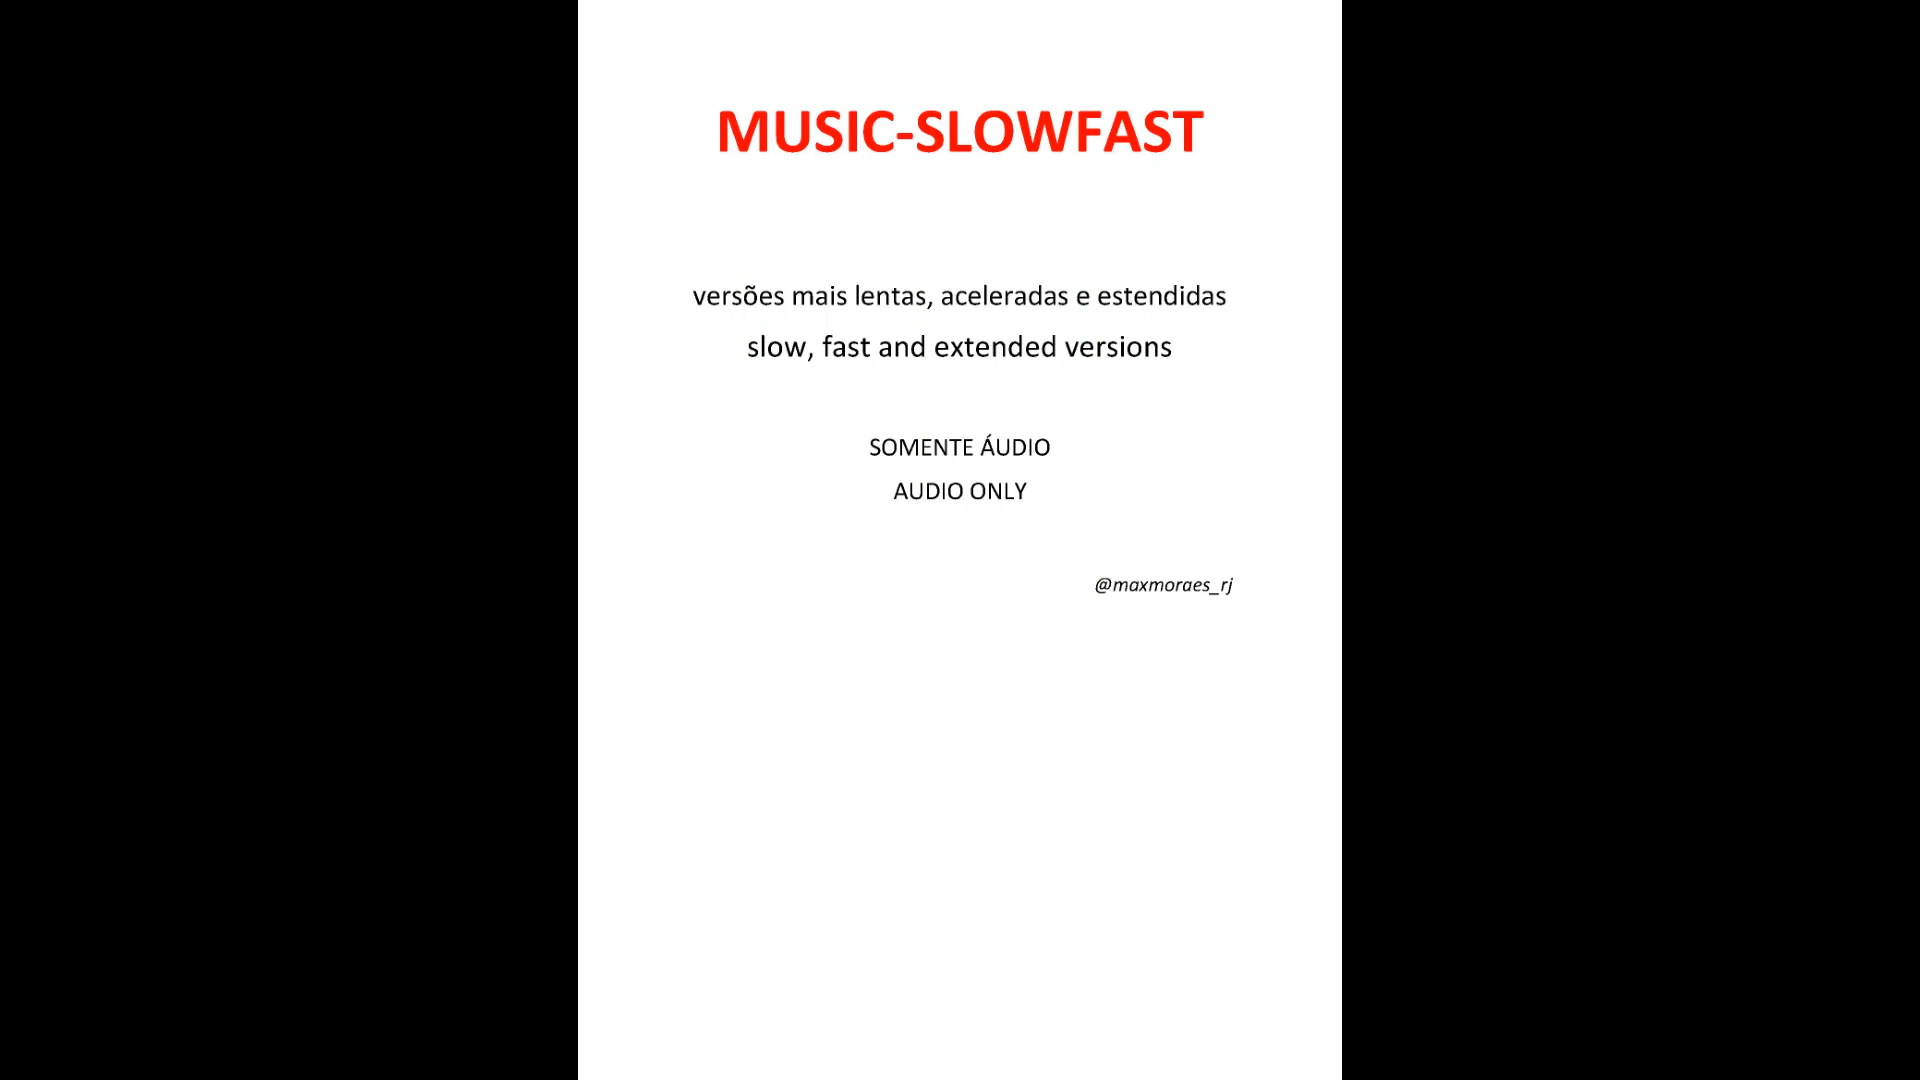 MUSIC-SLOWFAST
versões mais lentas, aceleradas e estendidas
slow, fast and extended versions
SOMENTE ÁUDIO
AUDIO ONLY
@maxmoraes_rj